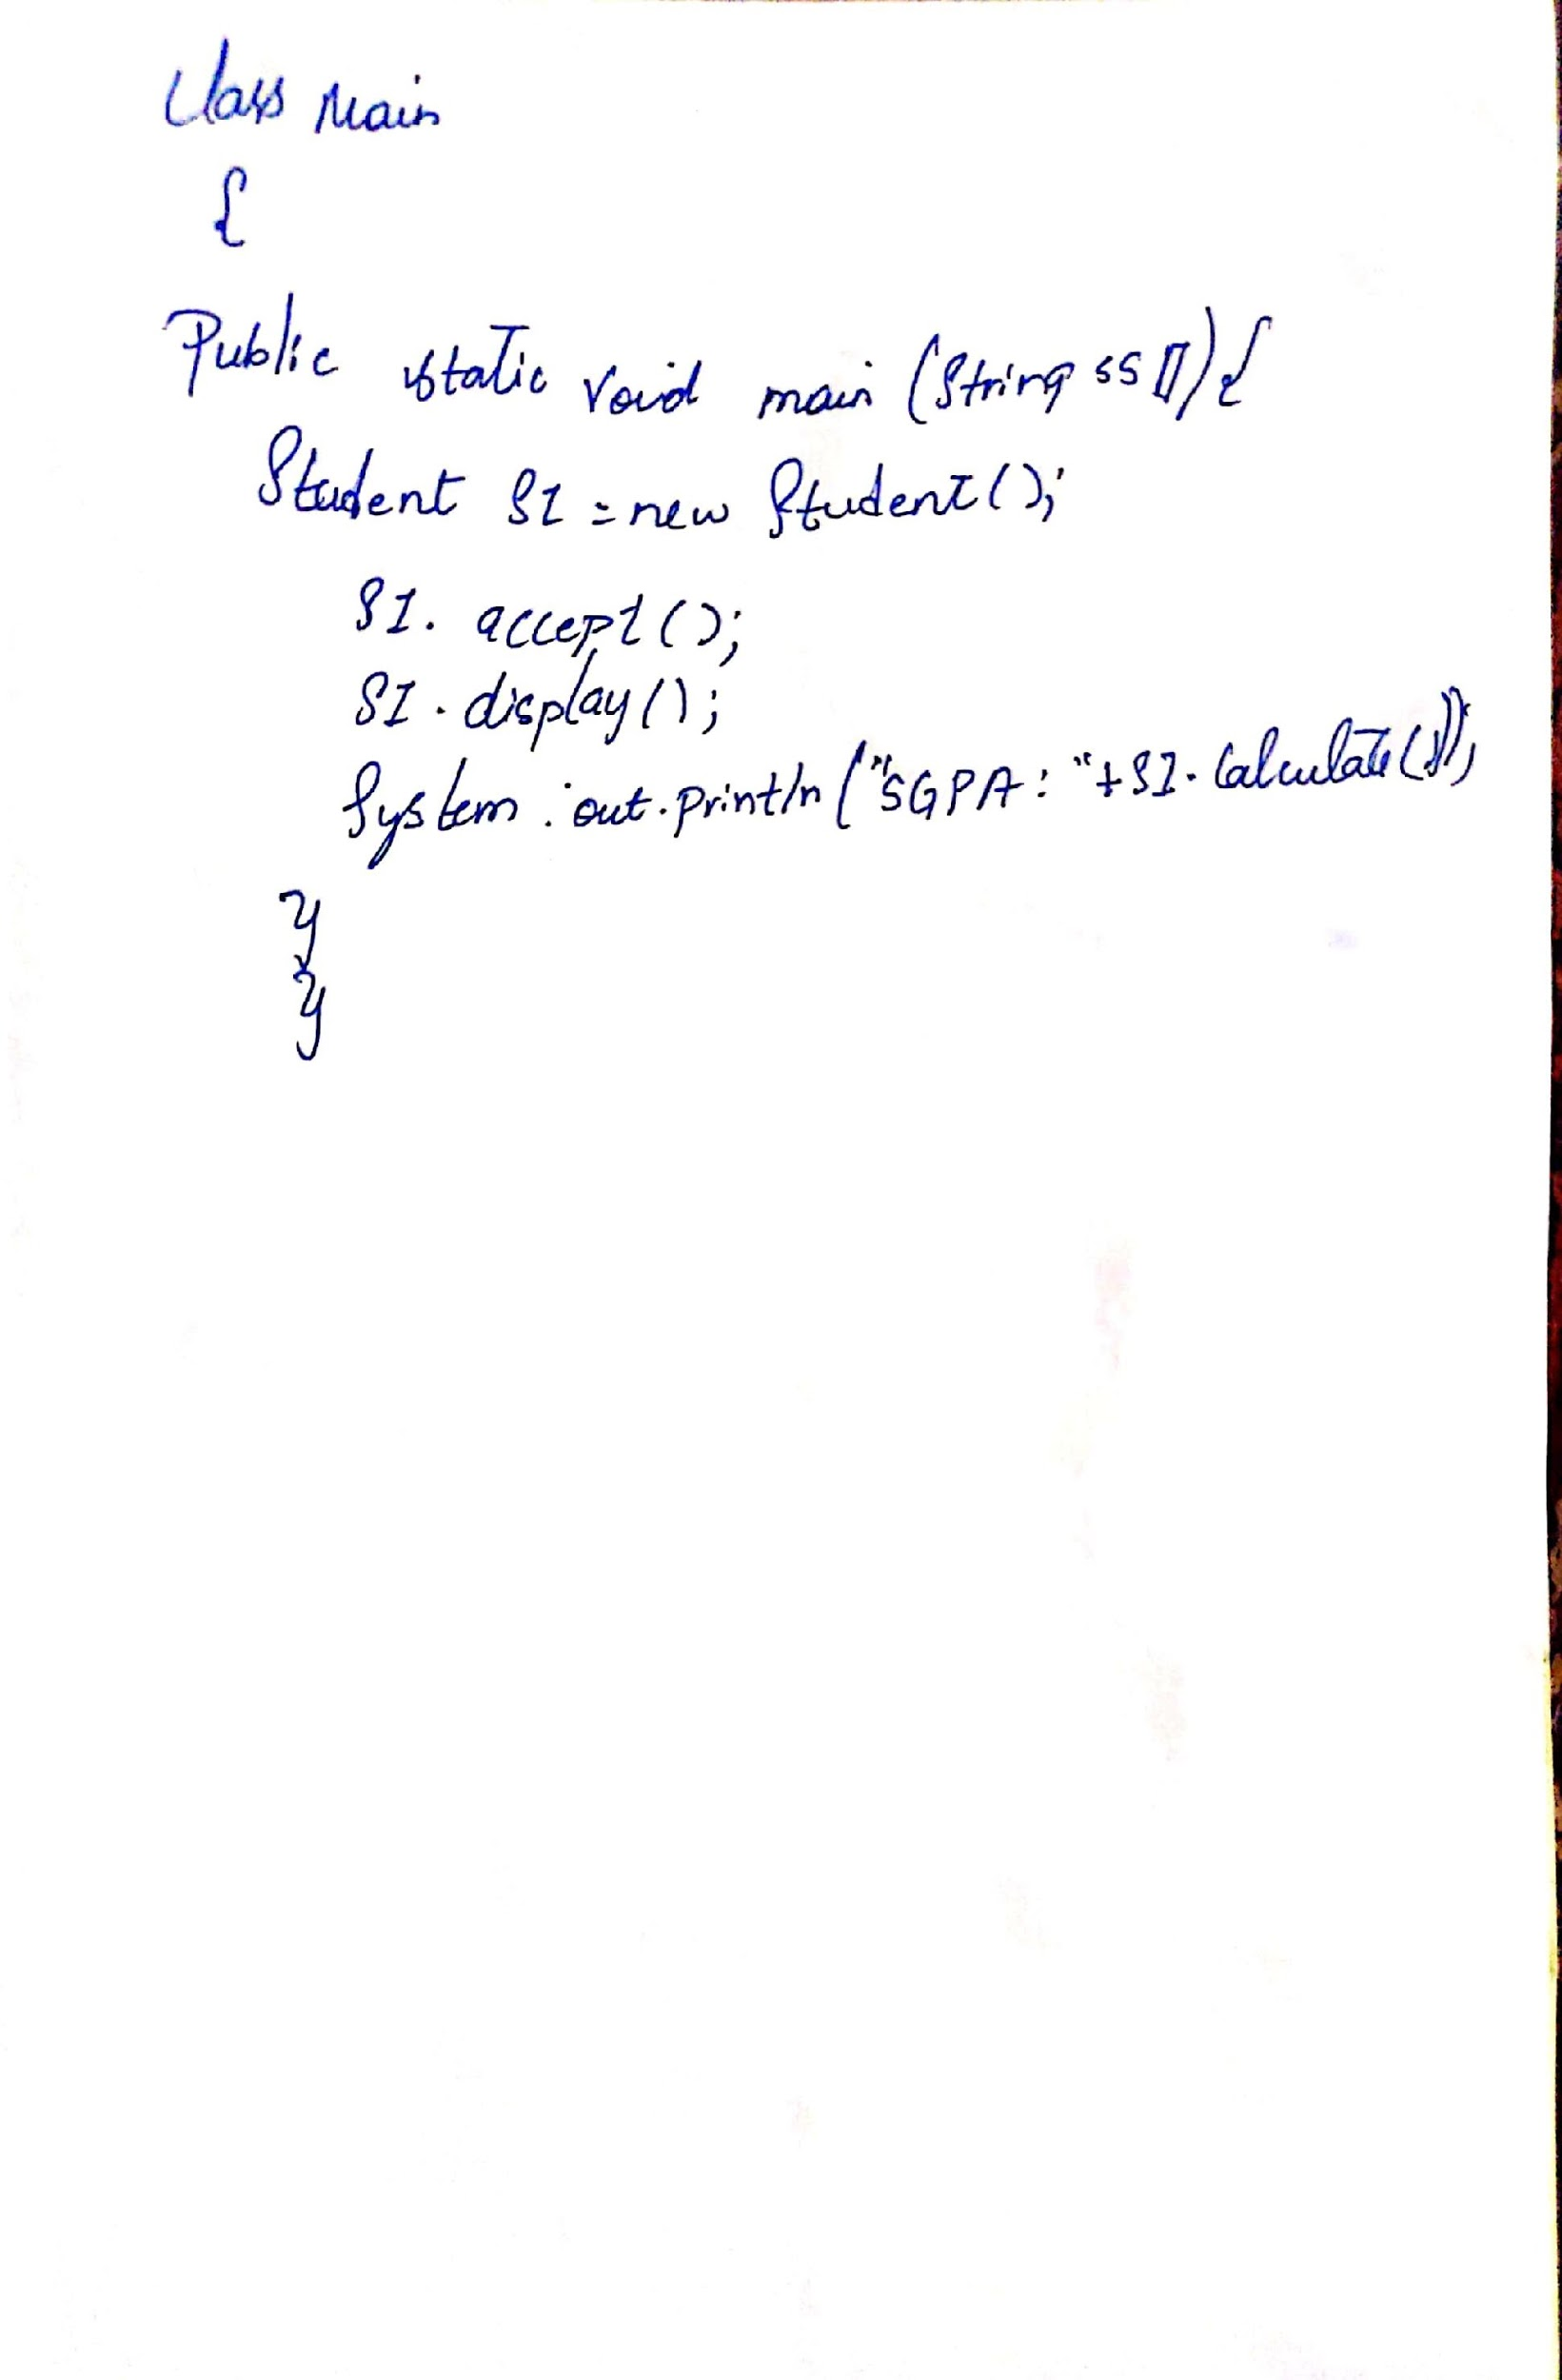 class Main
{
Public static void main (String ss[]){
Student S1 = new Student();
S1. accept();
S1. display();
System.out.println("SGPA: "+S1. Calculate());
}
}